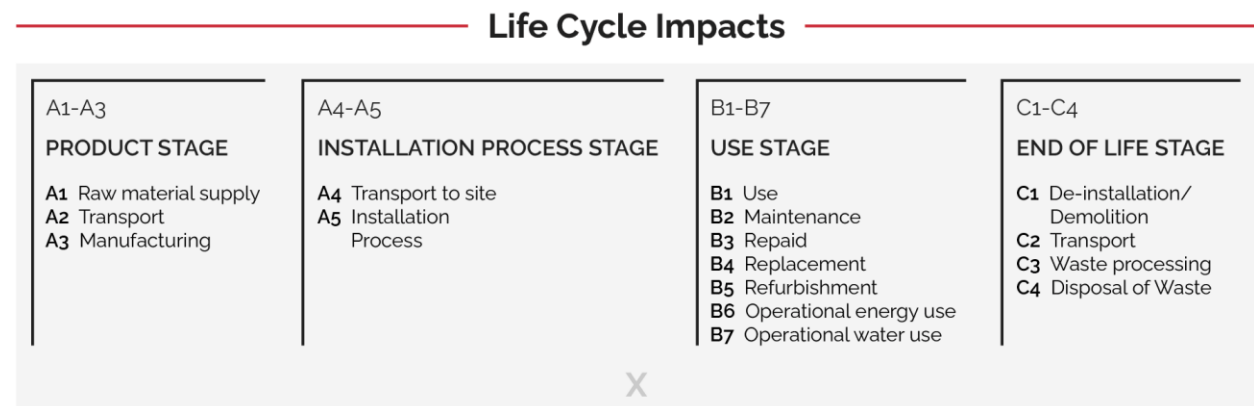 Life Cycle Impacts
A1-A3
PRODUCT STAGE
A1 Raw material supply
A2 Transport
A3 Manufacturing
A4-A5
INSTALLATION PROCESS STAGE
A4 Transport to site
A5 Installation
Process
B1-B7
USE STAGE
B1 Use
B2 Maintenance
B3 Repaid
B4 Replacement
B5 Refurbishment
B6 Operational energy use
B7 Operational water use
C1-C4
END OF LIFE STAGE
C1 De-installation/
Demolition
C2 Transport
C3 Waste processing
C4 Disposal of Waste
X